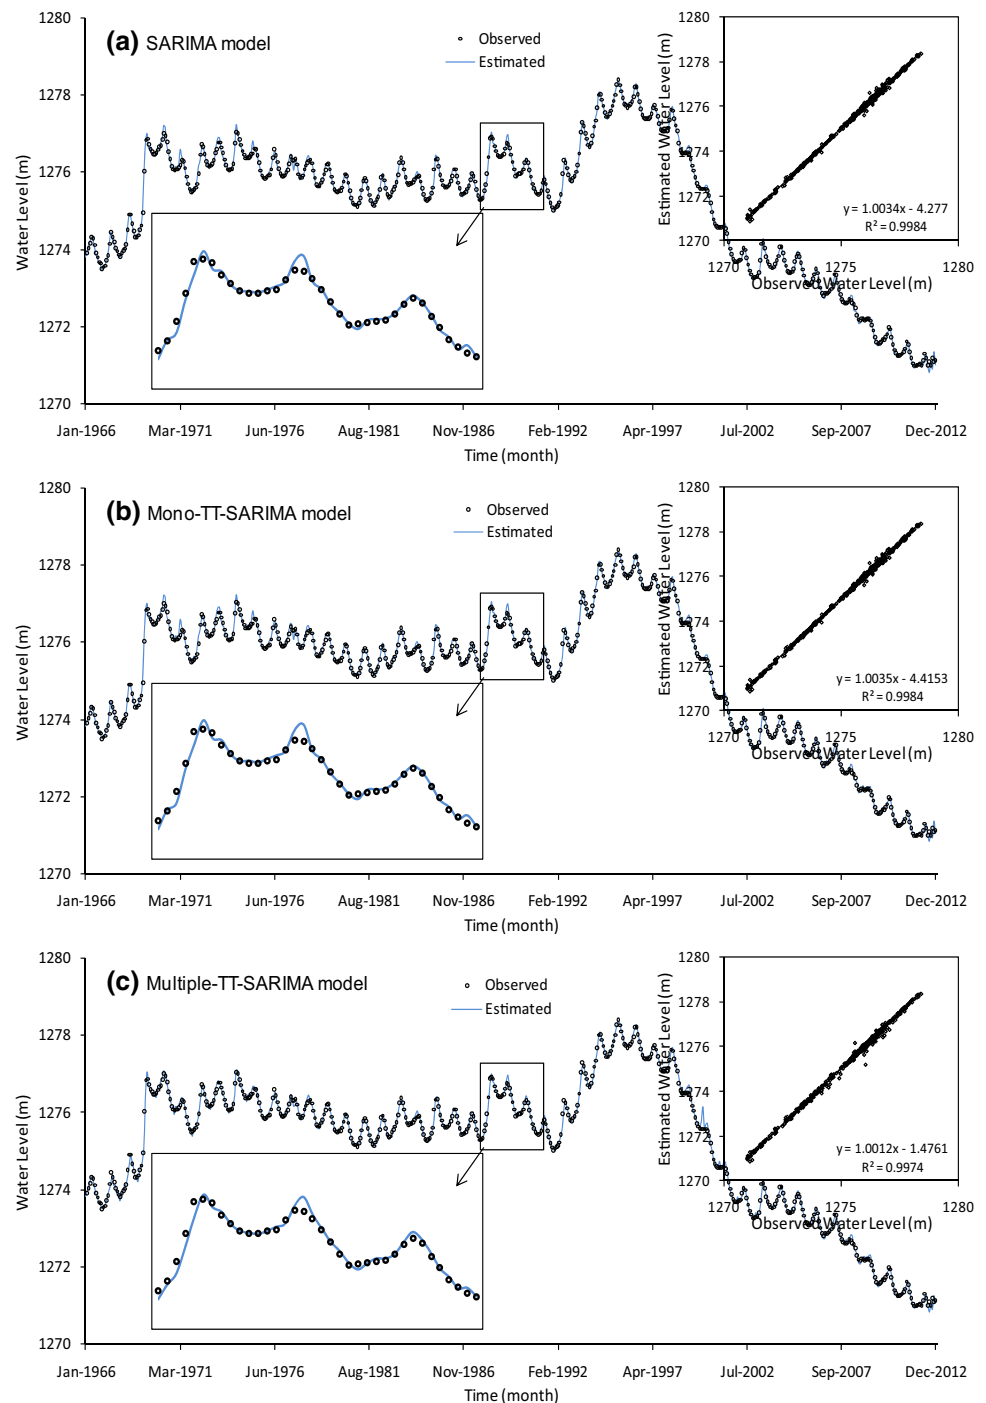 (a) SARIMA model
Observed
Estimated
Water Level (m)
1280
1278
1276
1274
1272
1270
Jan-1966 Mar-1971 Jun-1976 Aug-1981 Nov-1986 Feb-1992 Apr-1997 Jul-2002 Sep-2007 Dec-2012
Time (month)
Estimated Water Level (m)
1280
1278
1276
1274
1272
1270
y = 1.0034x - 4.277
R² = 0.9984
1270 1275 1280
Observed Water Level (m)
(b) Mono-TT-SARIMA model
Observed
Estimated
Water Level (m)
1280
1278
1276
1274
1272
1270
Jan-1966 Mar-1971 Jun-1976 Aug-1981 Nov-1986 Feb-1992 Apr-1997 Jul-2002 Sep-2007 Dec-2012
Time (month)
Estimated Water Level (m)
1280
1278
1276
1274
1272
1270
y = 1.0035x - 4.4153
R² = 0.9984
1270 1275 1280
Observed Water Level (m)
(c) Multiple-TT-SARIMA model
Observed
Estimated
Water Level (m)
1280
1278
1276
1274
1272
1270
Jan-1966 Mar-1971 Jun-1976 Aug-1981 Nov-1986 Feb-1992 Apr-1997 Jul-2002 Sep-2007 Dec-2012
Time (month)
Estimated Water Level (m)
1280
1278
1276
1274
1272
1270
y = 1.0012x - 1.4761
R² = 0.9974
1270 1275 1280
Observed Water Level (m)